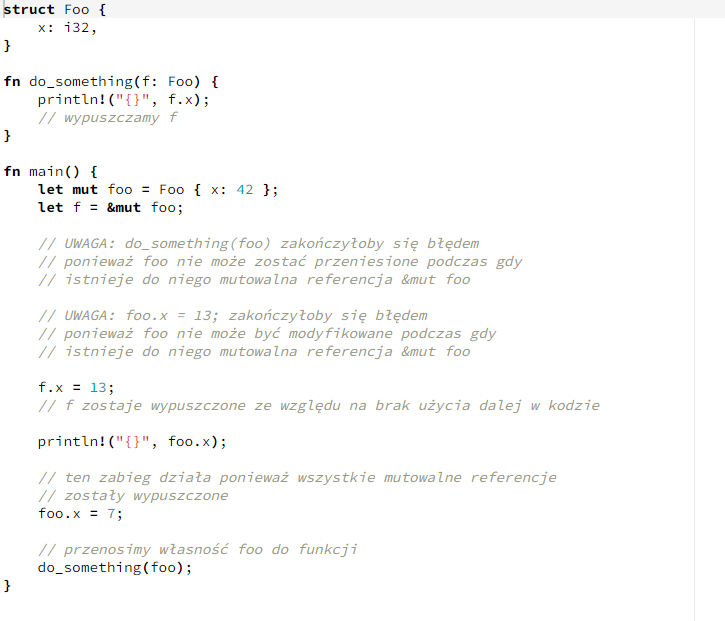 struct Foo {
    x: i32,
}

fn do_something(f: Foo) {
    println!("{}", f.x);
    // wypuszczamy f
}

fn main() {
    let mut foo = Foo { x: 42 };
    let f = &mut foo;

    // UWAGA: do_something(foo) zakończyłoby się błędem
    // ponieważ foo nie może zostać przeniesione podczas gdy
    // istnieje do niego mutowalna referencja &mut foo

    // UWAGA: foo.x = 13; zakończyłoby się błędem
    // ponieważ foo nie może być modyfikowane podczas gdy
    // istnieje do niego mutowalna referencja &mut foo

    f.x = 13;
    // f zostaje wypuszczone ze względu na brak użycia dalej w kodzie

    println!("{}", foo.x);

    // ten zabieg działa ponieważ wszystkie mutowalne referencje
    // zostały wypuszczone
    foo.x = 7;

    // przenosimy własność foo do funkcji
    do_something(foo);
}